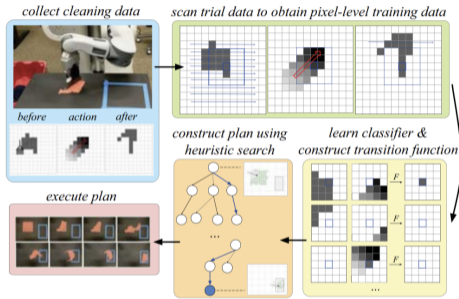 collect cleaning data
scan trial data to obtain pixel-level training data
before action after
construct plan using
heuristic search
learn classifier &
construct transition function
execute plan
F
F
F
...
...